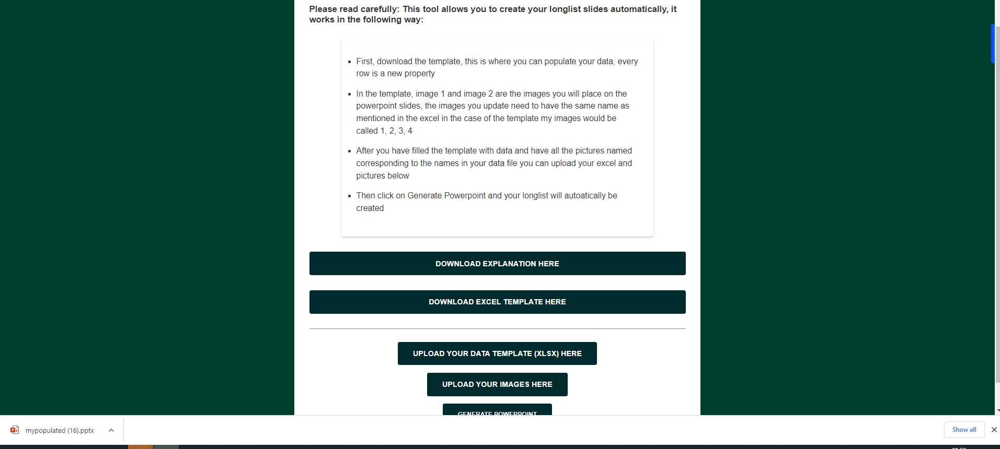 Please read carefully: This tool allows you to create your longlist slides automatically, it
works in the following way:
First, download the template, this is where you can populate your data, every
row is a new property
In the template, image 1 and image 2 are the images you will place on the
powerpoint slides, the images you update need to have the same name as
mentioned in the excel in the case of the template my images would be
called 1, 2, 3, 4
After you have filled the template with data and have all the pictures named
corresponding to the names in your data file you can upload your excel and
pictures below
Then click on Generate Powerpoint and your longlist will autoatically be
created
DOWNLOAD EXPLANATION HERE
DOWNLOAD EXCEL TEMPLATE HERE
UPLOAD YOUR DATA TEMPLATE (XLSX) HERE
UPLOAD YOUR IMAGES HERE
GENERATE POWERPOINT
mypopulated (16).pptx
Show all